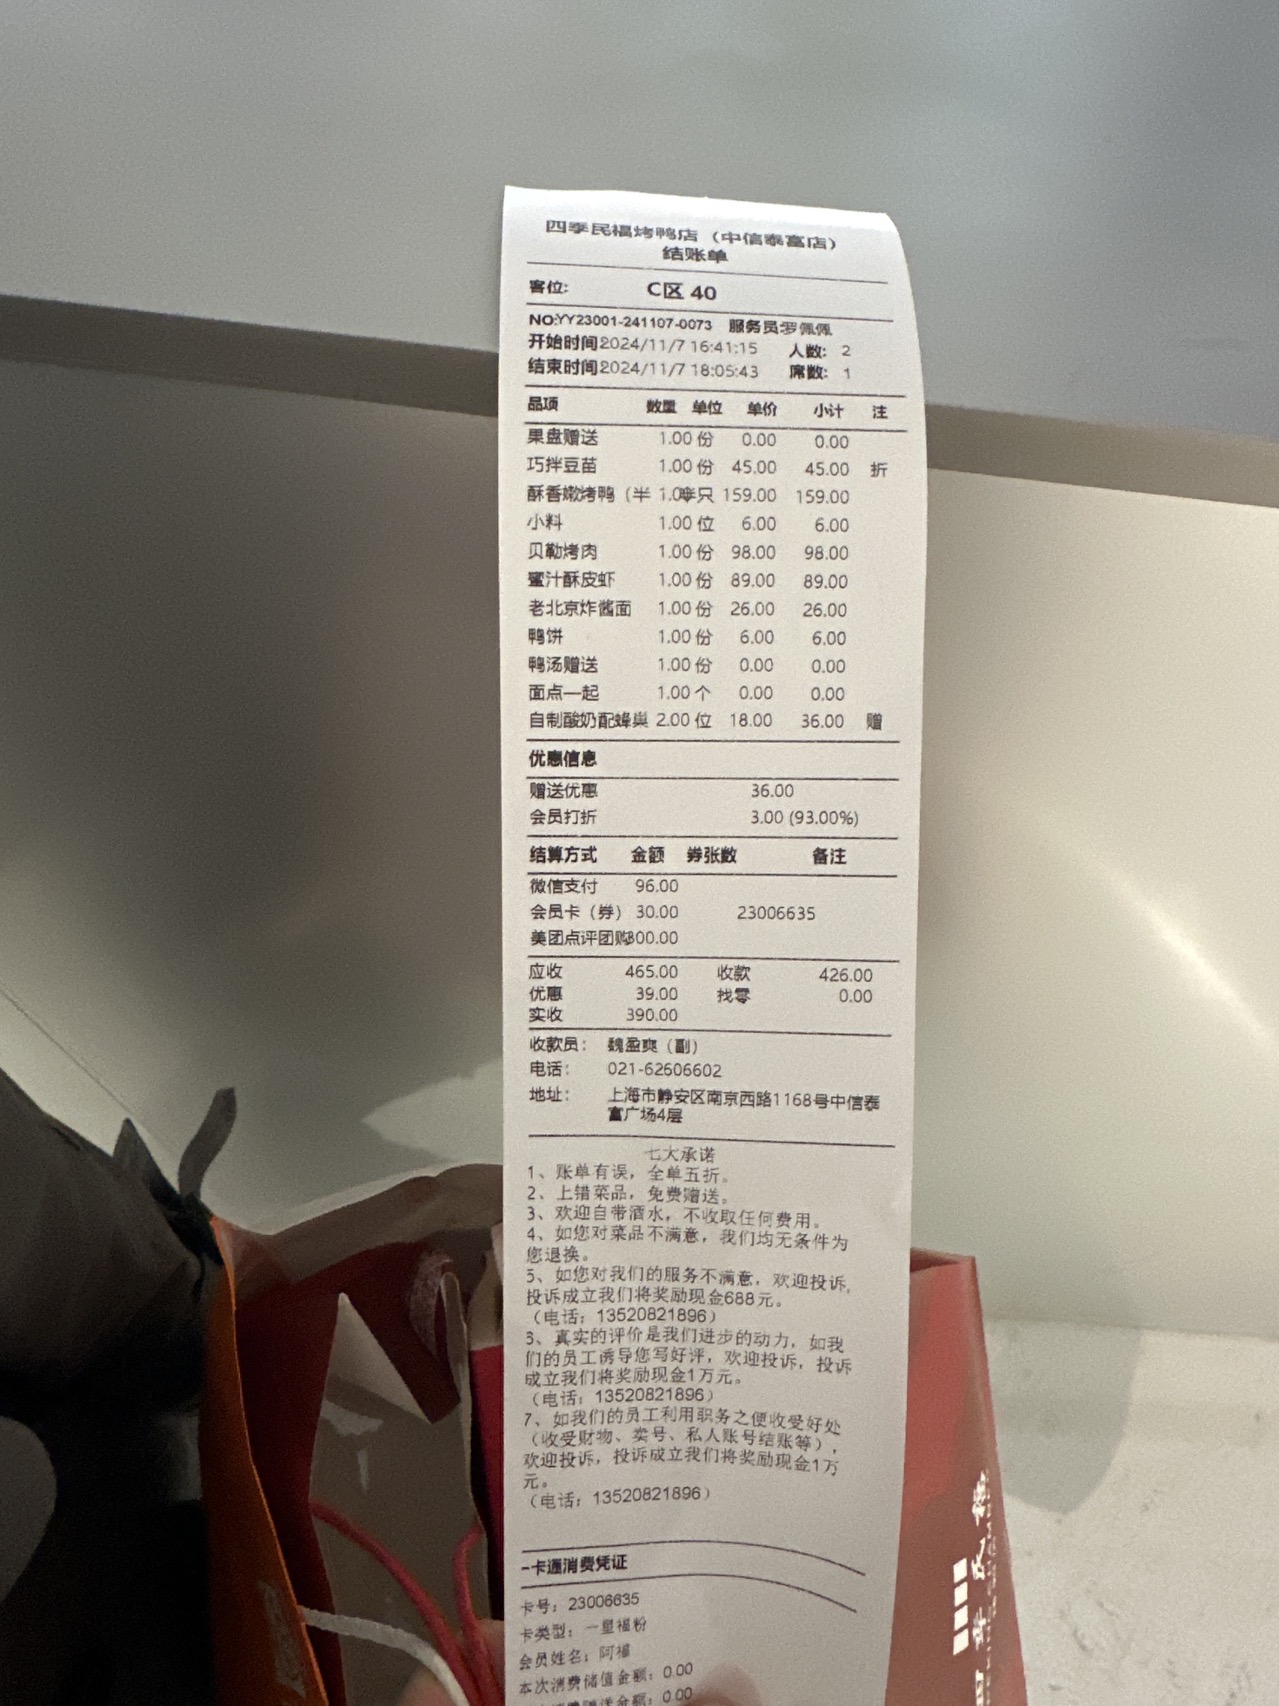 四季民福烤鸭店（中信泰富店）
结账单
客位: C区 40
NO:YY23001-241107-0073 服务员:罗佩佩
开始时间2024/11/7 16:41:15 人数: 2
结束时间2024/11/7 18:05:43 席数: 1
品项 数量 单位 单价 小计 注
果盘赠送 1.00 份 0.00 0.00
巧拌豆苗 1.00 份 45.00 45.00 折
酥香嫩烤鸭（半 1.0 半只 159.00 159.00
小料 1.00 位 6.00 6.00
贝勒烤肉 1.00 份 98.00 98.00
蜜汁酥皮虾 1.00 份 89.00 89.00
老北京炸酱面 1.00 份 26.00 26.00
鸭饼 1.00 份 6.00 6.00
鸭汤赠送 1.00 份 0.00 0.00
面点一起 1.00 个 0.00 0.00
自制酸奶配蜂巢 2.00 位 18.00 36.00 赠
优惠信息
赠送优惠 36.00
会员打折 3.00 (93.00%)
结算方式 金额 券张数 备注
微信支付 96.00
会员卡（券） 30.00 23006635
美团点评团购300.00
应收 465.00 收款 426.00
优惠 39.00 找零 0.00
实收 390.00
收款员: 魏盈爽（副）
电话: 021-62606602
地址: 上海市静安区南京西路1168号中信泰
富广场4层
七大承诺
1、账单有误，全单五折。
2、上错菜品，免费赠送。
3、欢迎自带酒水，不收取任何费用。
4、如您对菜品不满意，我们均无条件为
您退换。
5、如您对我们的服务不满意，欢迎投诉,
投诉成立我们将奖励现金688元。
（电话：13520821896）
6、真实的评价是我们进步的动力，如我
们的员工诱导您写好评，欢迎投诉，投诉
成立我们将奖励现金1万元。
（电话：13520821896）
7、如我们的员工利用职务之便收受好处
（收受财物、卖号、私人账号结账等），
欢迎投诉，投诉成立我们将奖励现金1万
元。
（电话：13520821896）
一卡通消费凭证
卡号：23006635
卡类型：一星福粉
会员姓名：阿福
本次消费储值金额：0.00
消费赠送金额：0.00